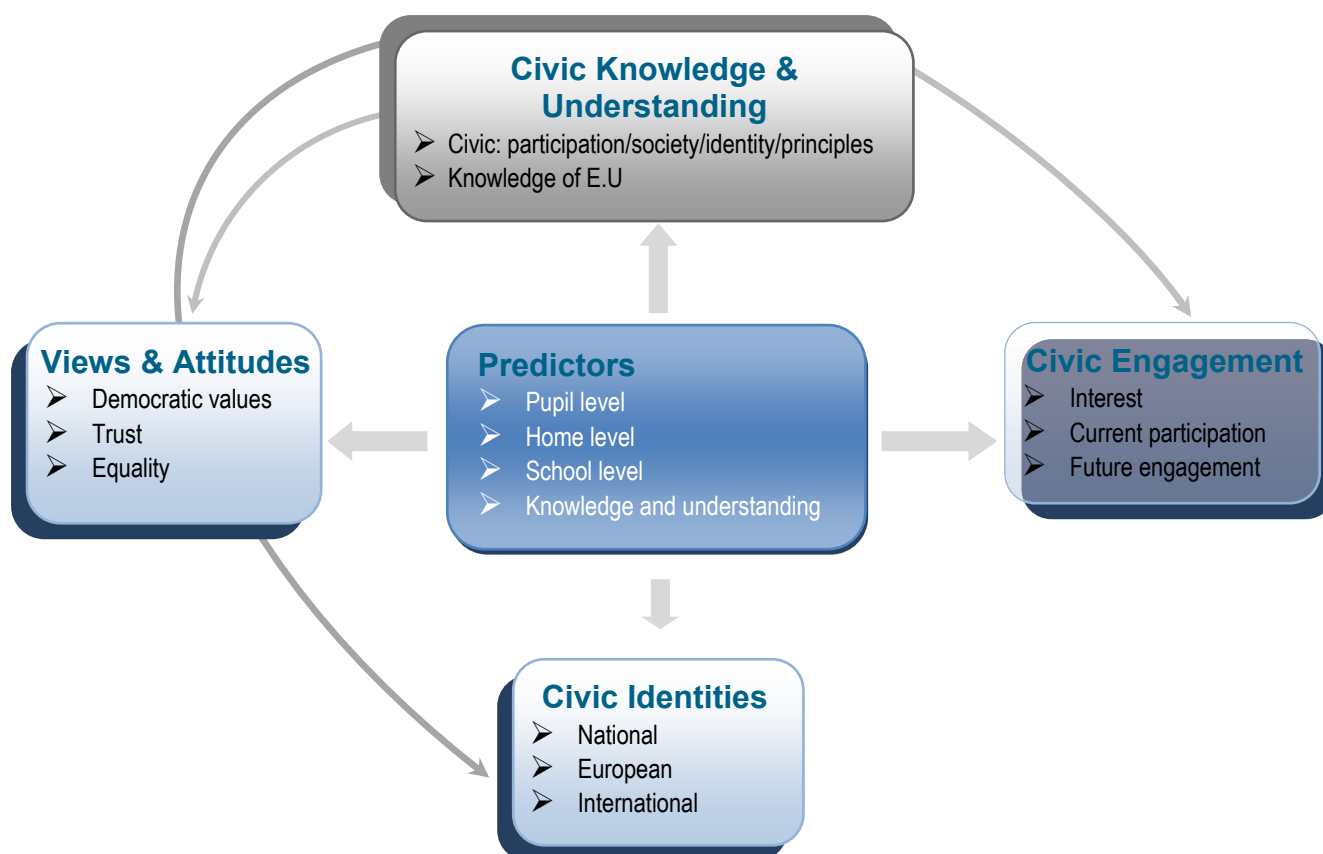 Civic Knowledge &
Understanding
➢ Civic: participation/society/identity/principles
➢ Knowledge of E.U
Views & Attitudes
➢ Democratic values
➢ Trust
➢ Equality
Predictors
➢ Pupil level
➢ Home level
➢ School level
➢ Knowledge and understanding
Civic Engagement
➢ Interest
➢ Current participation
➢ Future engagement
Civic Identities
➢ National
➢ European
➢ International